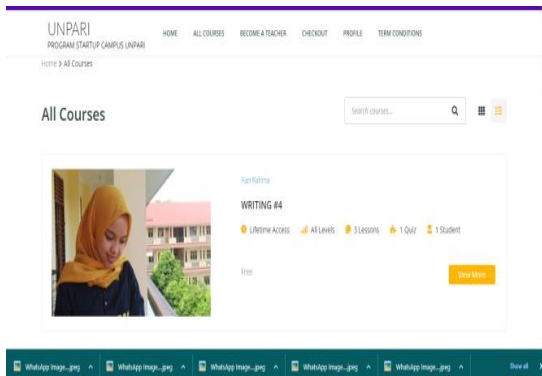 UNPARI
PROGRAM STARTUP CAMPUS UNPARI
HOME ALL COURSES BECOME A TEACHER CHECKOUT PROFILE TERM CONDITIONS
Home > All Courses
All Courses
Search courses...
Yuni Rahma
WRITING #4
Lifetime Access All Levels 3 Lessons 1 Quiz 1 Student
Free
View More
WhatsApp Image....jpeg WhatsApp Image....jpeg WhatsApp Image....jpeg WhatsApp Image....jpeg WhatsApp Image....jpeg Show all X